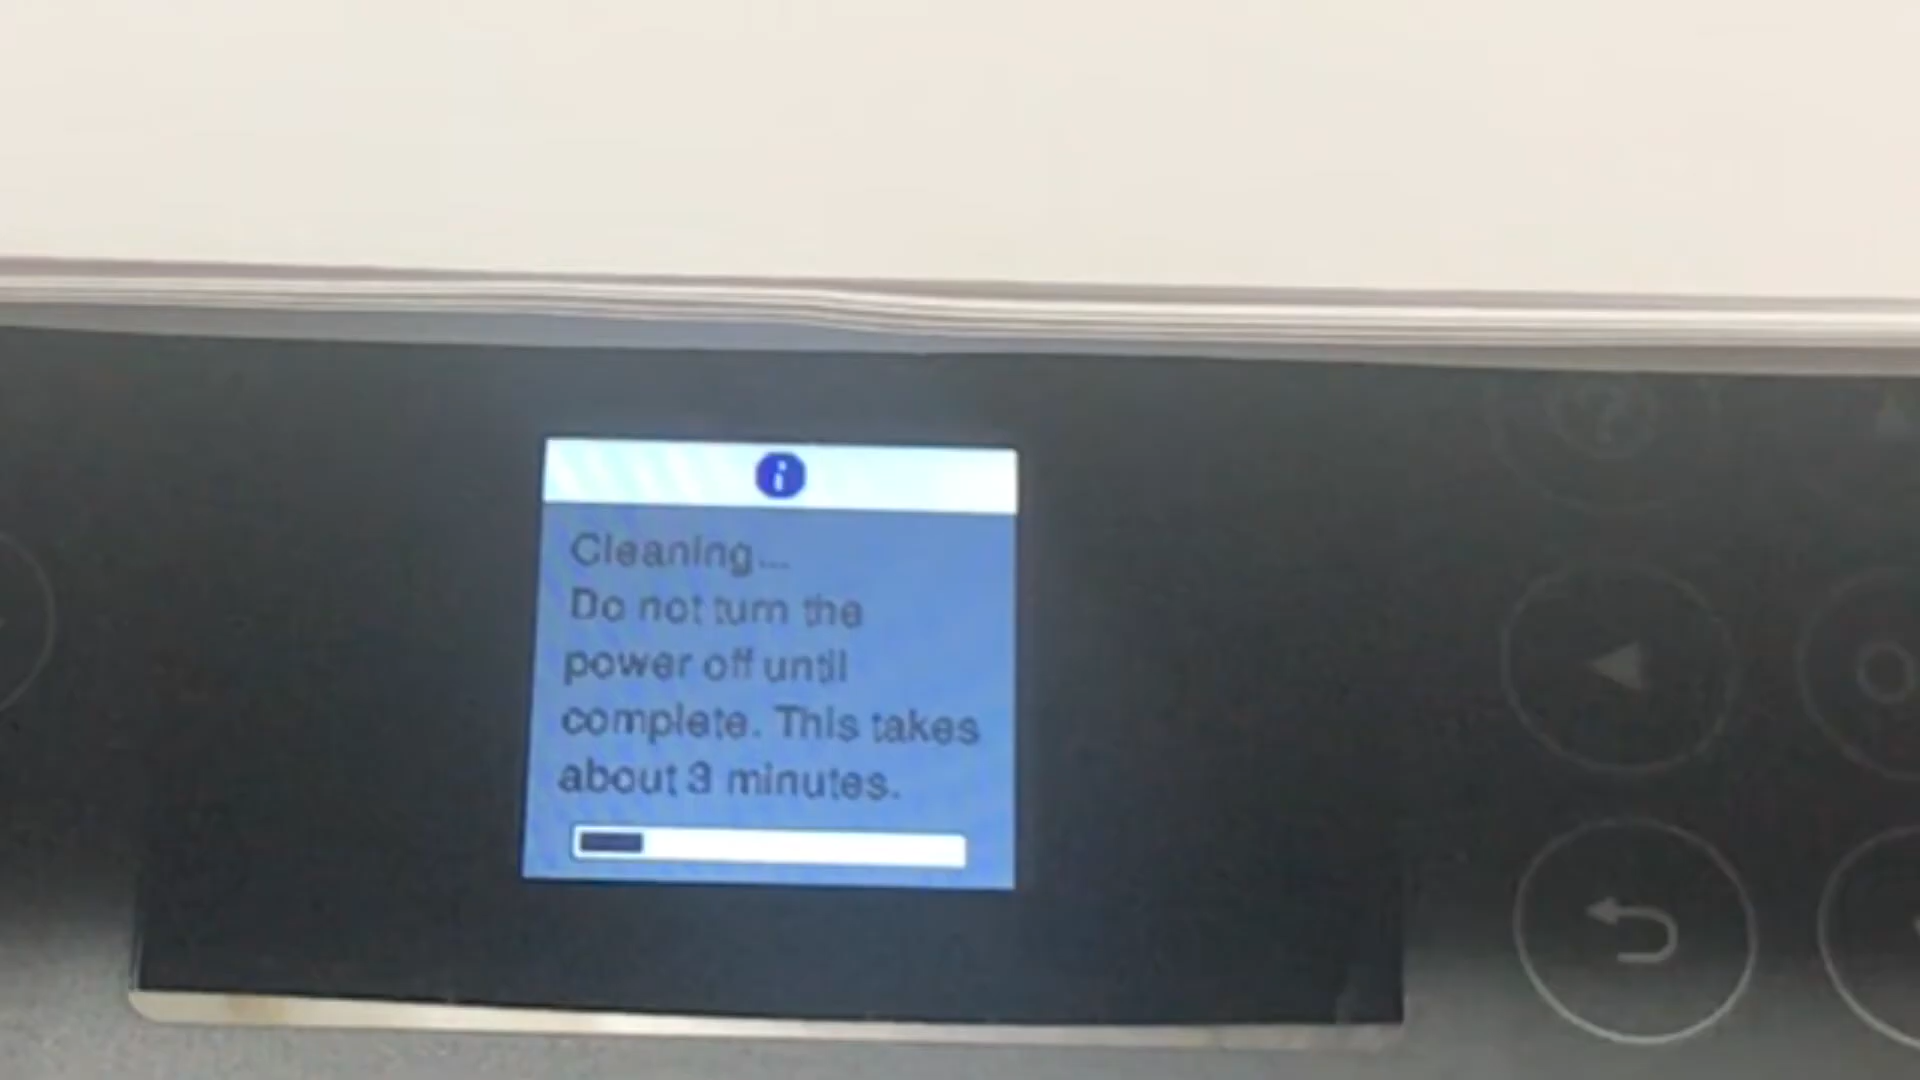 Cleaning...
Do not turn the
power off until
complete. This takes
about 3 minutes.